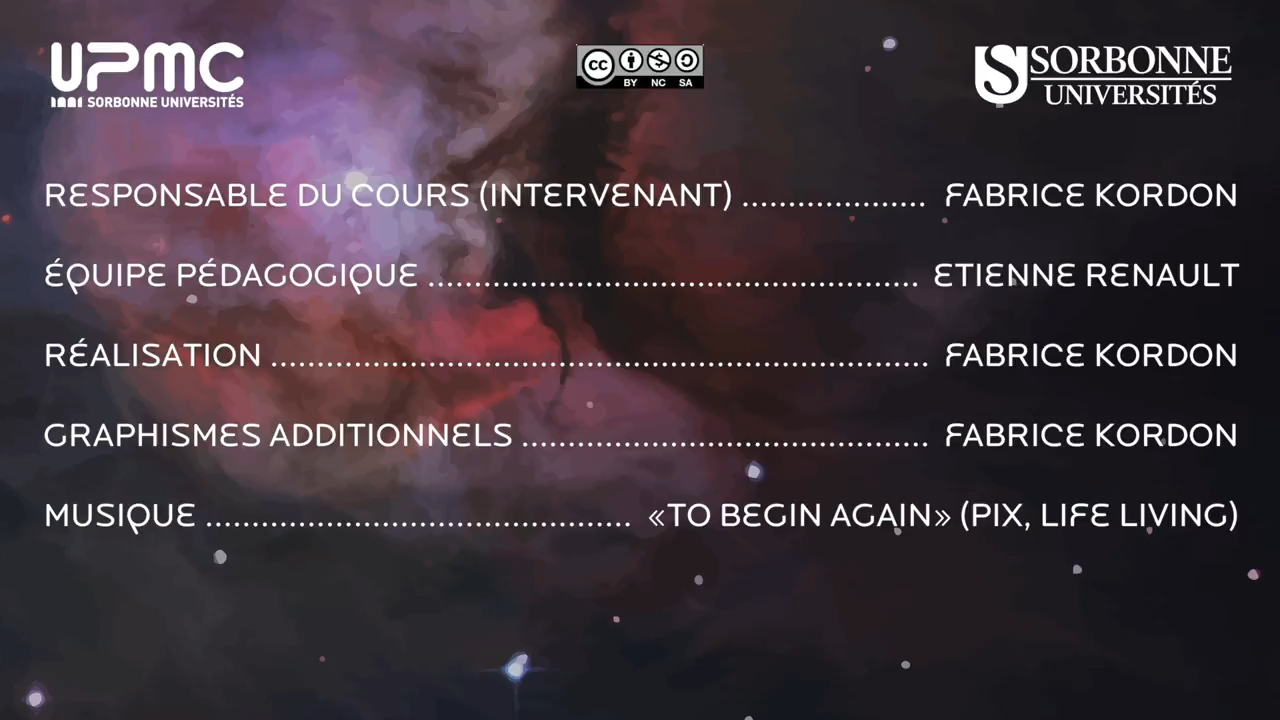 UPMC
SORBONNE UNIVERSITÉS
cc BY NC SA
SORBONNE
UNIVERSITÉS
RESPONSABLE DU COURS (INTERVENANT) .................... FABRICE KORDON
ÉQUIPE PÉDAGOGIQUE .................................................... ETIENNE RENAULT
RÉALISATION ...................................................................... FABRICE KORDON
GRAPHISMES ADDITIONNELS ........................................... FABRICE KORDON
MUSIQUE ............................................. «TO BEGIN AGAIN» (PIX, LIFE LIVING)